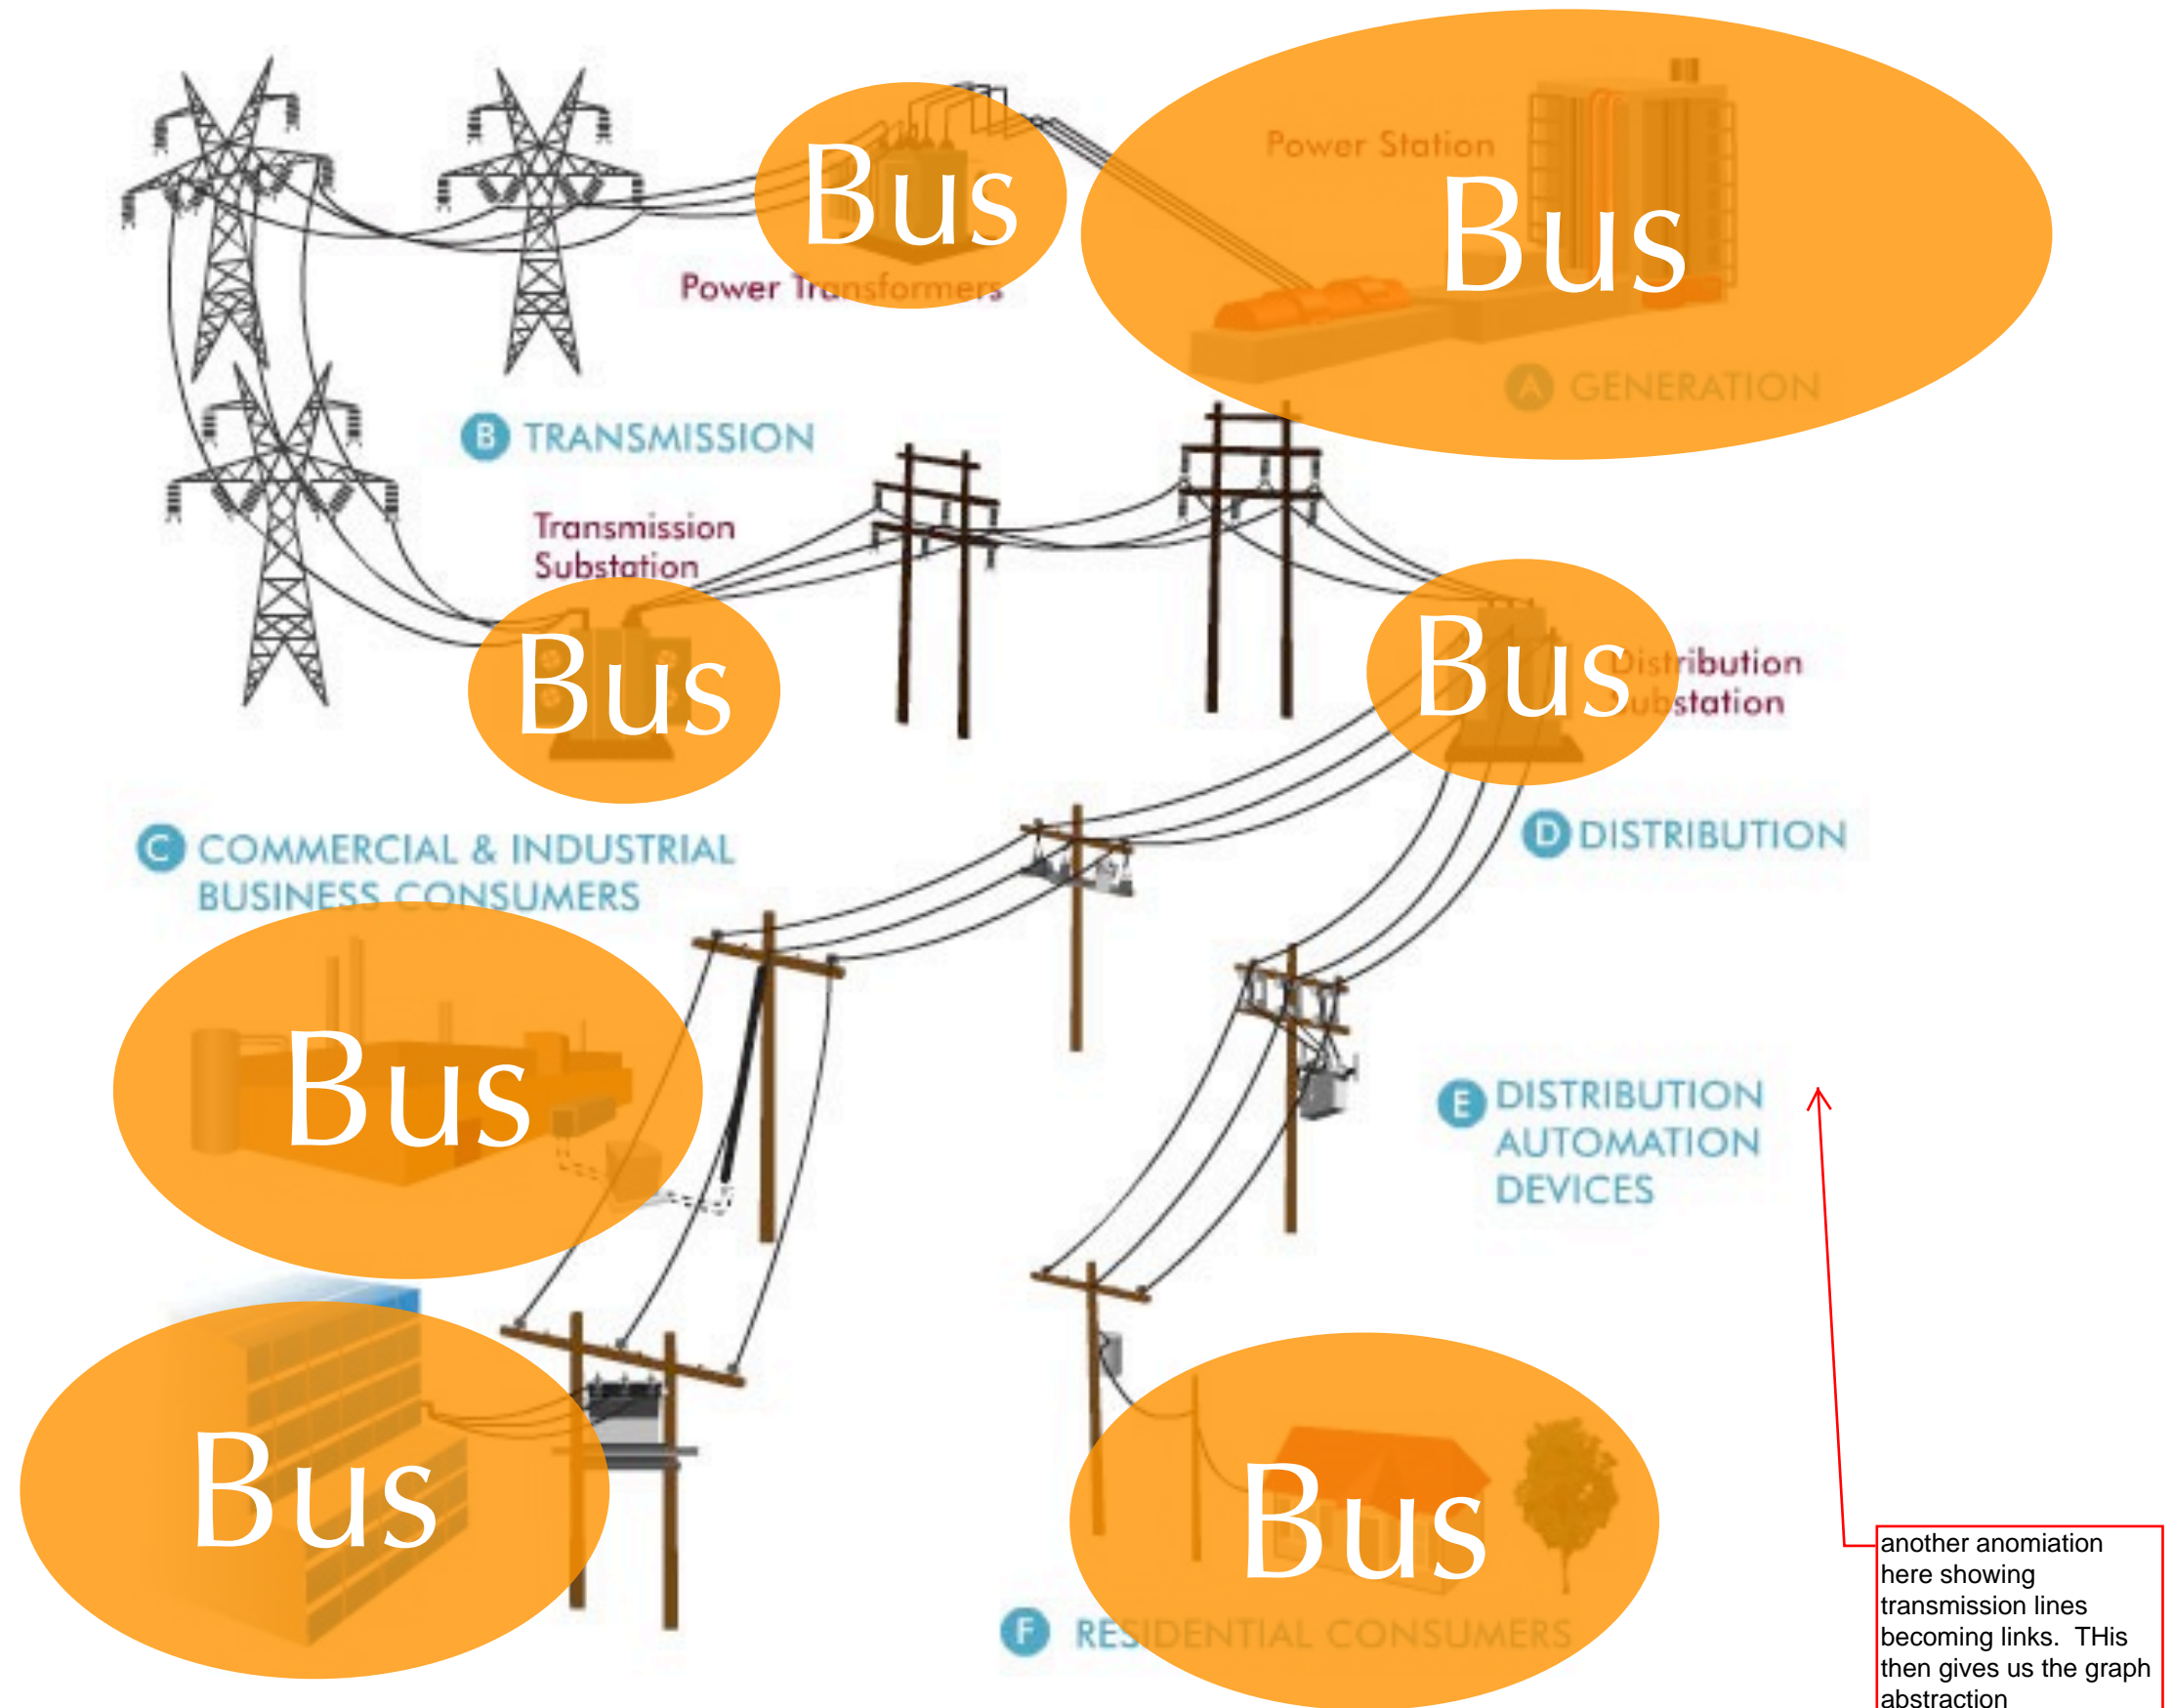 Bus
Power Station
Bus
Power Transformers
A GENERATION
B TRANSMISSION
Transmission
Substation
Bus
Bus
Distribution
Substation
C COMMERCIAL & INDUSTRIAL
BUSINESS CONSUMERS
D DISTRIBUTION
Bus
E DISTRIBUTION
AUTOMATION
DEVICES
Bus
Bus
F RESIDENTIAL CONSUMERS
another anomiation
here showing
transmission lines
becoming links. THis
then gives us the graph
abstraction